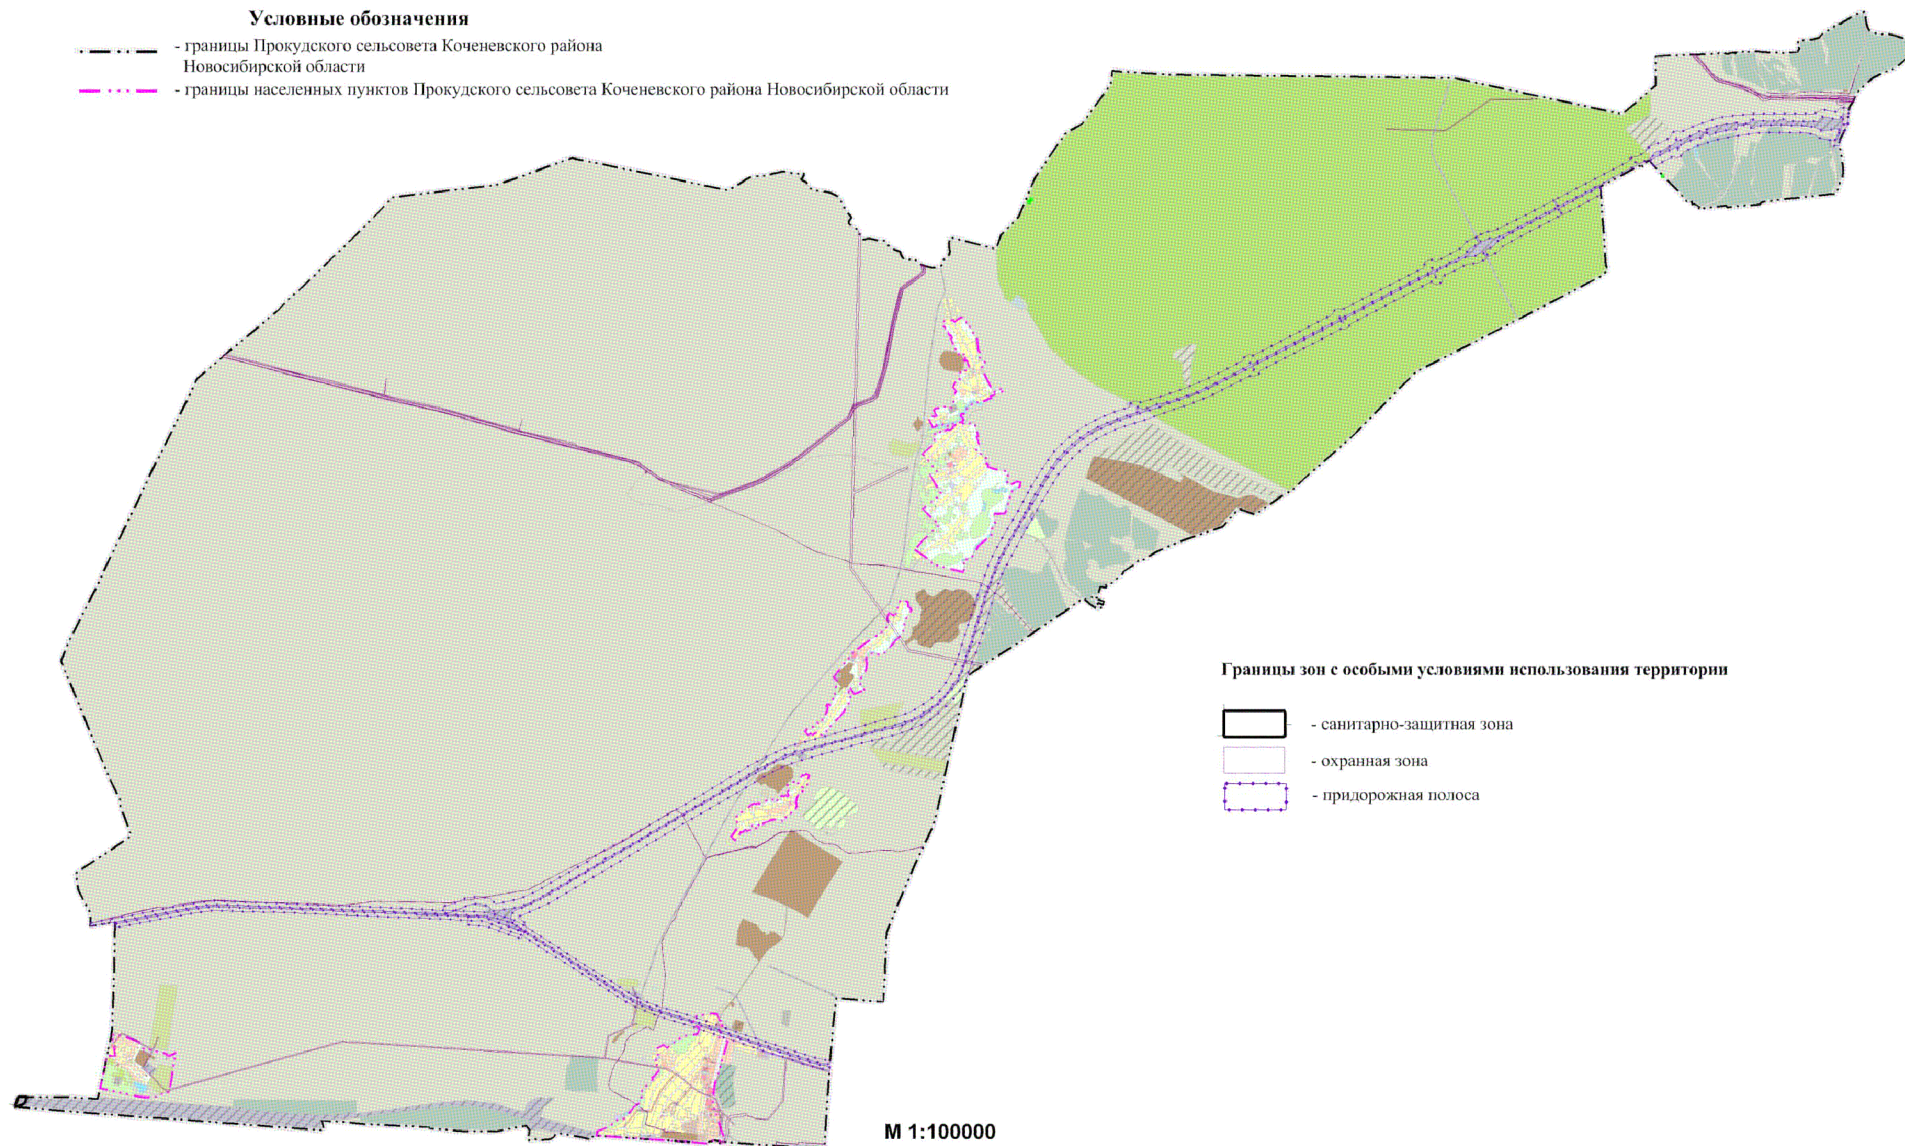 Условные обозначения
- границы Прокудского сельсовета Коченевского района
Новосибирской области
- границы населенных пунктов Прокудского сельсовета Коченевского района Новосибирской области
Границы зон с особыми условиями использования территории
- санитарно-защитная зона
- охранная зона
- придорожная полоса
М 1:100000